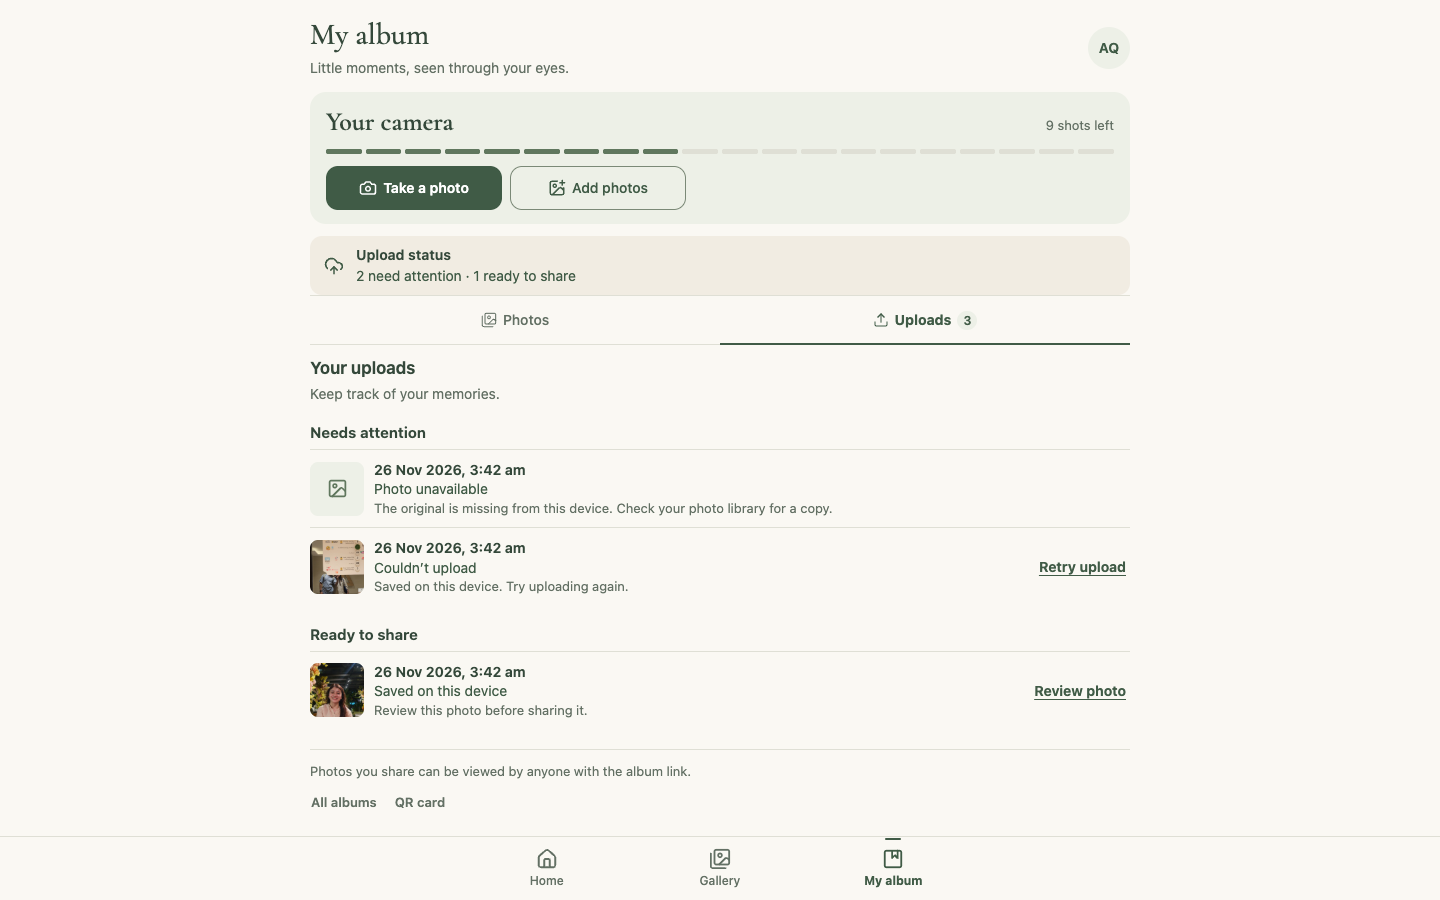 My album
Little moments, seen through your eyes.
AQ
Your camera
9 shots left
Take a photo
Add photos
Upload status
2 need attention · 1 ready to share
Photos
Uploads 3
Your uploads
Keep track of your memories.
Needs attention
26 Nov 2026, 3:42 am
Photo unavailable
The original is missing from this device. Check your photo library for a copy.
26 Nov 2026, 3:42 am
Couldn’t upload
Saved on this device. Try uploading again.
Retry upload
Ready to share
26 Nov 2026, 3:42 am
Saved on this device
Review this photo before sharing it.
Review photo
Photos you share can be viewed by anyone with the album link.
All albums
QR card
Home
Gallery
My album